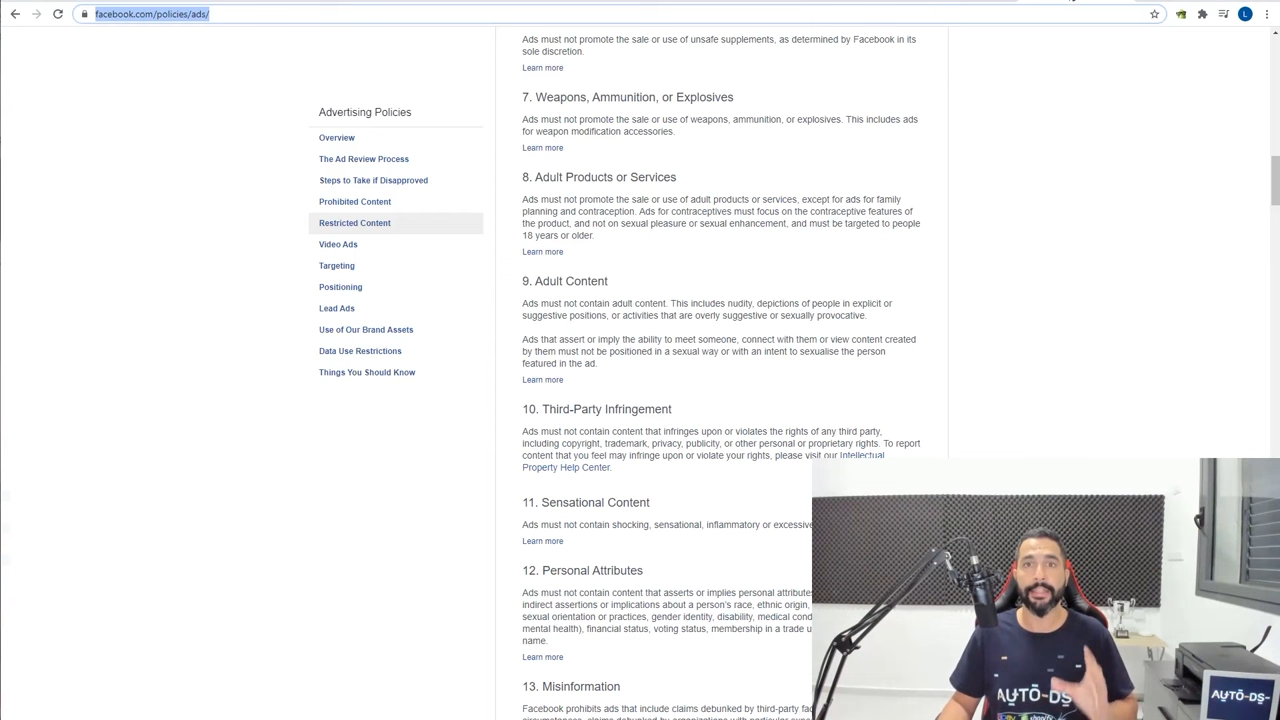 facebook.com/policies/ads/
L
Ads must not promote the sale or use of unsafe supplements, as determined by Facebook in its
sole discretion.
Learn more
Advertising Policies
Overview
The Ad Review Process
Steps to Take if Disapproved
Prohibited Content
Restricted Content
Video Ads
Targeting
Positioning
Lead Ads
Use of Our Brand Assets
Data Use Restrictions
Things You Should Know
7. Weapons, Ammunition, or Explosives
Ads must not promote the sale or use of weapons, ammunition, or explosives. This includes ads
for weapon modification accessories.
Learn more
8. Adult Products or Services
Ads must not promote the sale or use of adult products or services, except for ads for family
planning and contraception. Ads for contraceptives must focus on the contraceptive features of
the product, and not on sexual pleasure or sexual enhancement, and must be targeted to people
18 years or older.
Learn more
9. Adult Content
Ads must not contain adult content. This includes nudity, depictions of people in explicit or
suggestive positions, or activities that are overly suggestive or sexually provocative.
Ads that assert or imply the ability to meet someone, connect with them or view content created
by them must not be positioned in a sexual way or with an intent to sexualise the person
featured in the ad.
Learn more
10. Third-Party Infringement
Ads must not contain content that infringes upon or violates the rights of any third party,
including copyright, trademark, privacy, publicity, or other personal or proprietary rights. To report
content that you feel may infringe upon or violate your rights, please visit our Intellectual
Property Help Center.
11. Sensational Content
Ads must not contain shocking, sensational, inflammatory or excessive
Learn more
12. Personal Attributes
Ads must not contain content that asserts or implies personal attributes
indirect assertions or implications about a person's race, ethnic origin,
sexual orientation or practices, gender identity, disability, medical cond
mental health), financial status, voting status, membership in a trade u
name.
Learn more
13. Misinformation
Facebook prohibits ads that include claims debunked by third-party fac
AUTO-DS
AUTO-DS